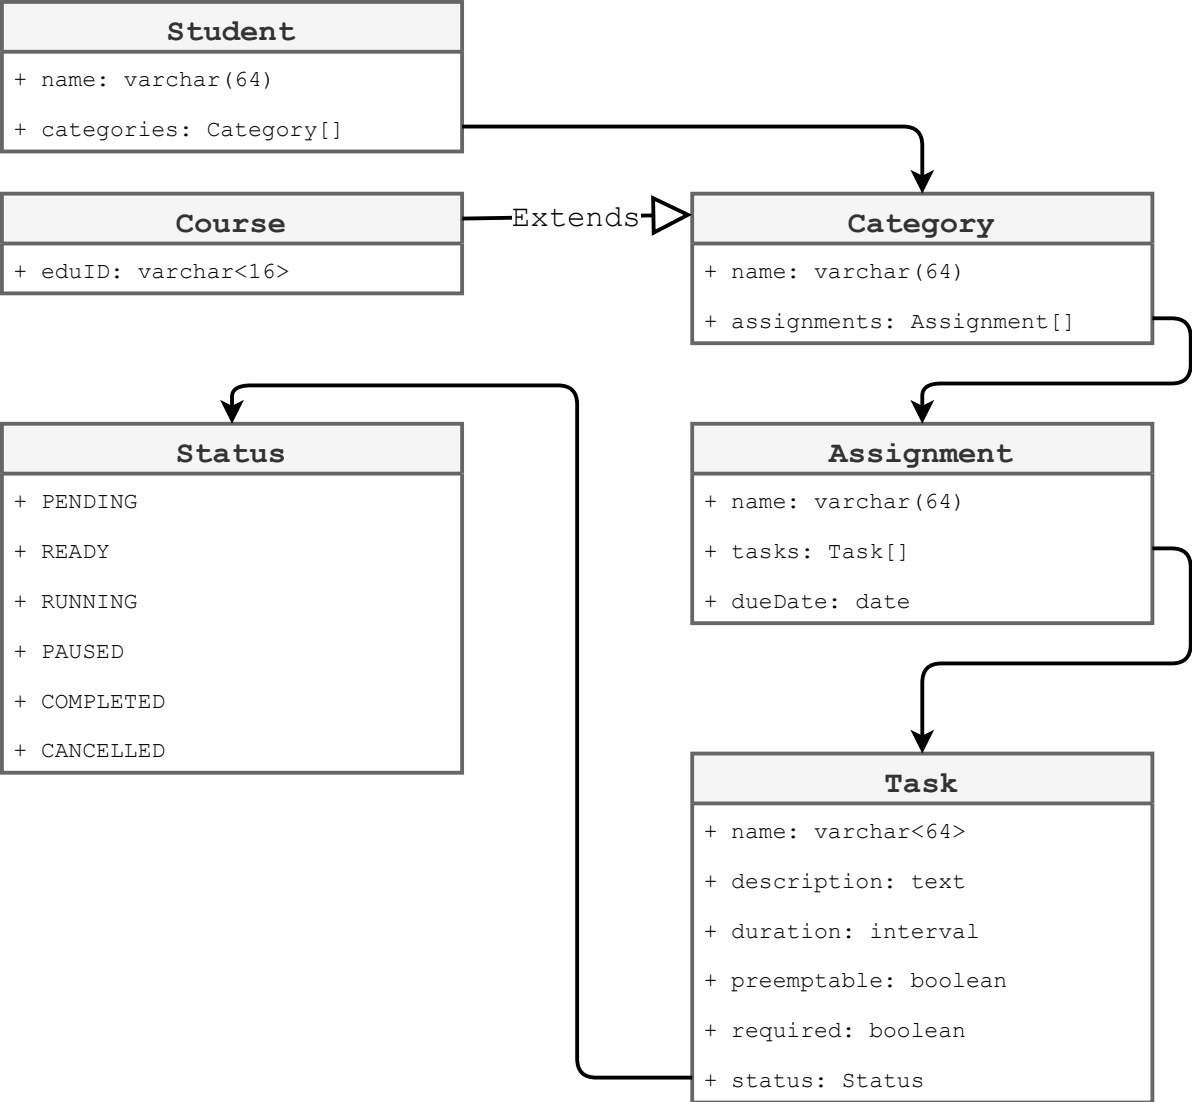 Student
+ name: varchar(64)
+ categories: Category[]
Course
+ eduID: varchar<16>
Extends
Category
+ name: varchar(64)
+ assignments: Assignment[]
Status
+ PENDING
+ READY
+ RUNNING
+ PAUSED
+ COMPLETED
+ CANCELLED
Assignment
+ name: varchar(64)
+ tasks: Task[]
+ dueDate: date
Task
+ name: varchar<64>
+ description: text
+ duration: interval
+ preemptable: boolean
+ required: boolean
+ status: Status